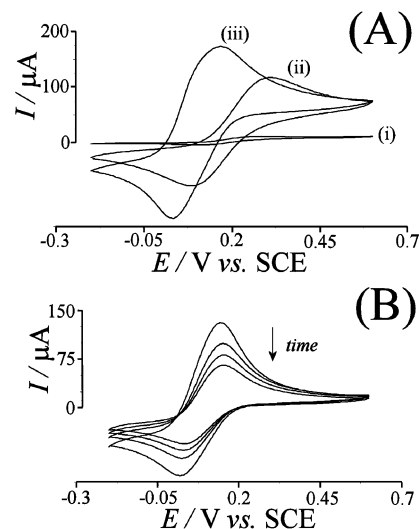 (A)
(iii)
(ii)
(i)
200
100
0
I / µA
-0.3 -0.05 0.2 0.45 0.7
E / V vs. SCE
(B)
150
75
0
I / µA
time
-0.3 -0.05 0.2 0.45 0.7
E / V vs. SCE